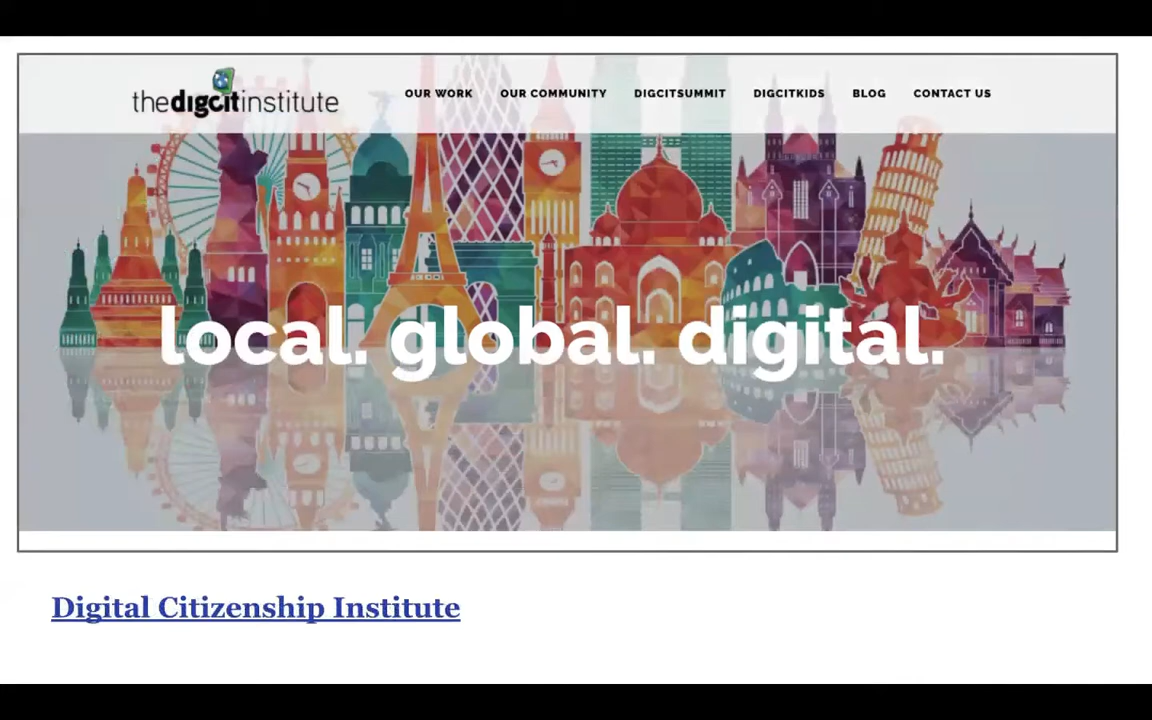 thedigcitinstitute
OUR WORK OUR COMMUNITY DIGCITSUMMIT DIGCITKIDS BLOG CONTACT US
local. global. digital.
Digital Citizenship Institute